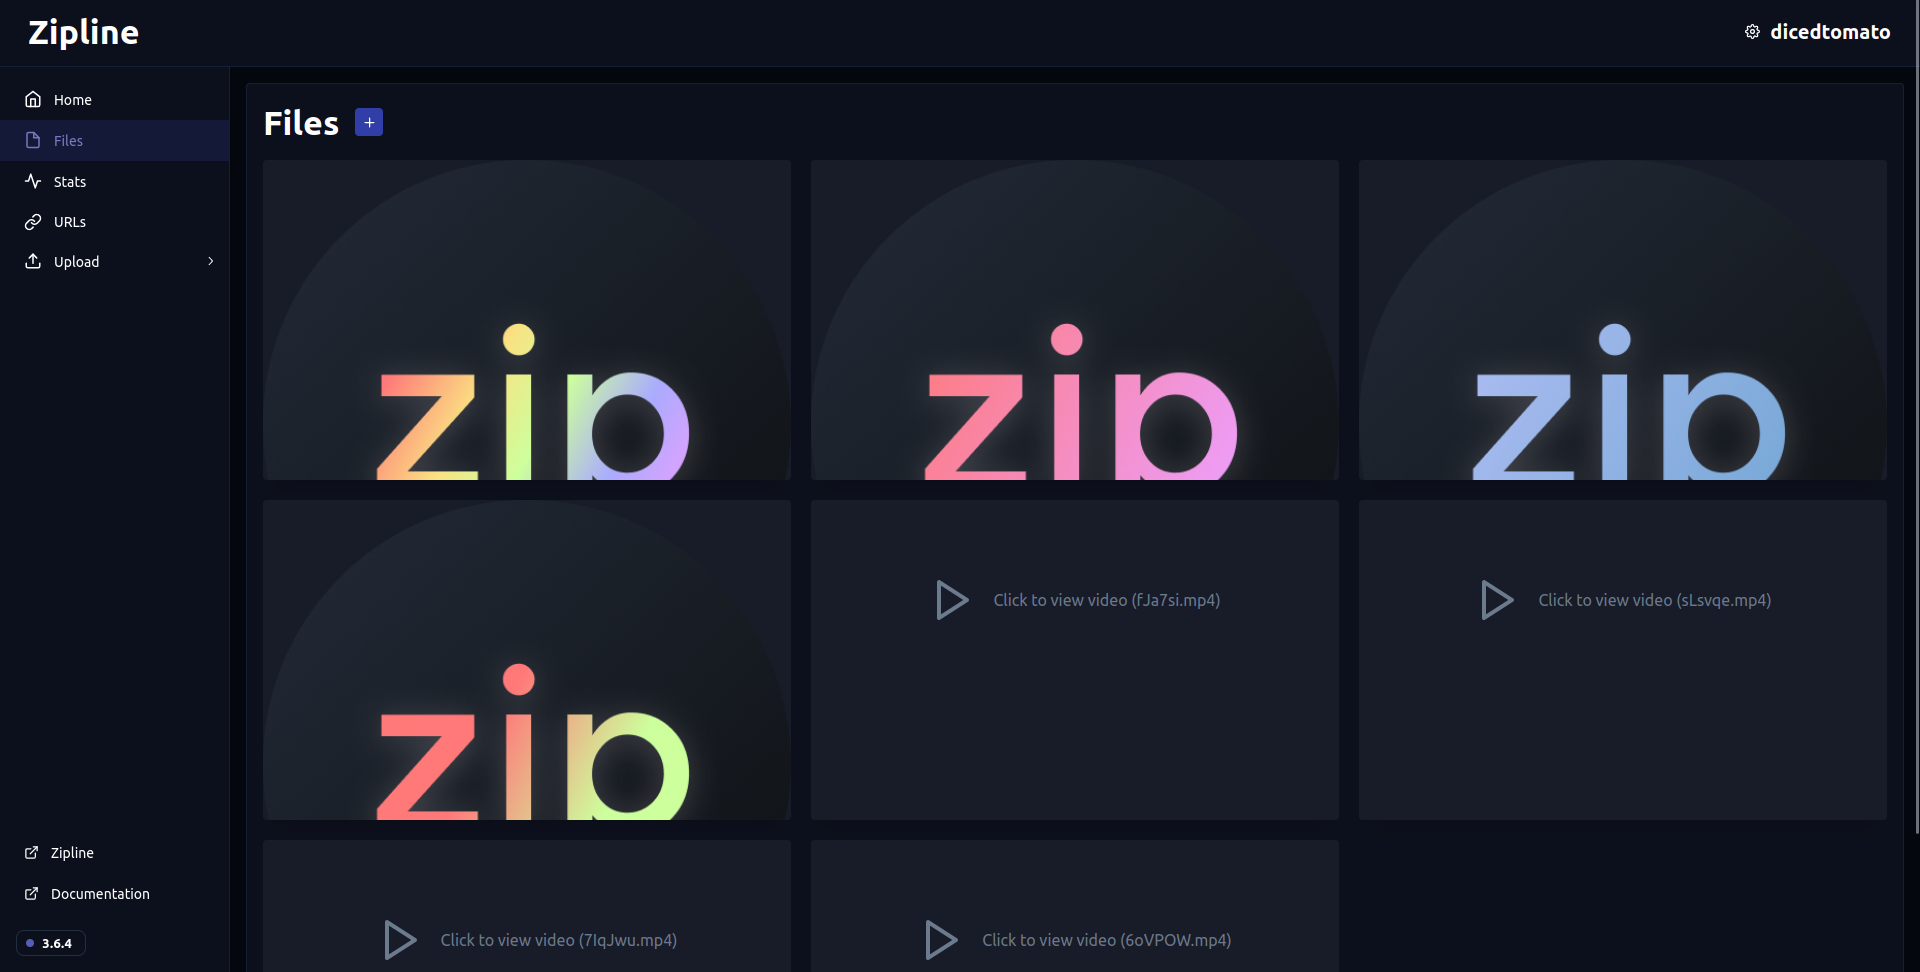 Zipline
dicedtomato
Home
Files
Stats
URLs
Upload
Zipline
Documentation
3.6.4
Files +
zip
zip
zip
zip
Click to view video (fJa7si.mp4)
Click to view video (sLsvqe.mp4)
Click to view video (7IqJwu.mp4)
Click to view video (6oVPOW.mp4)